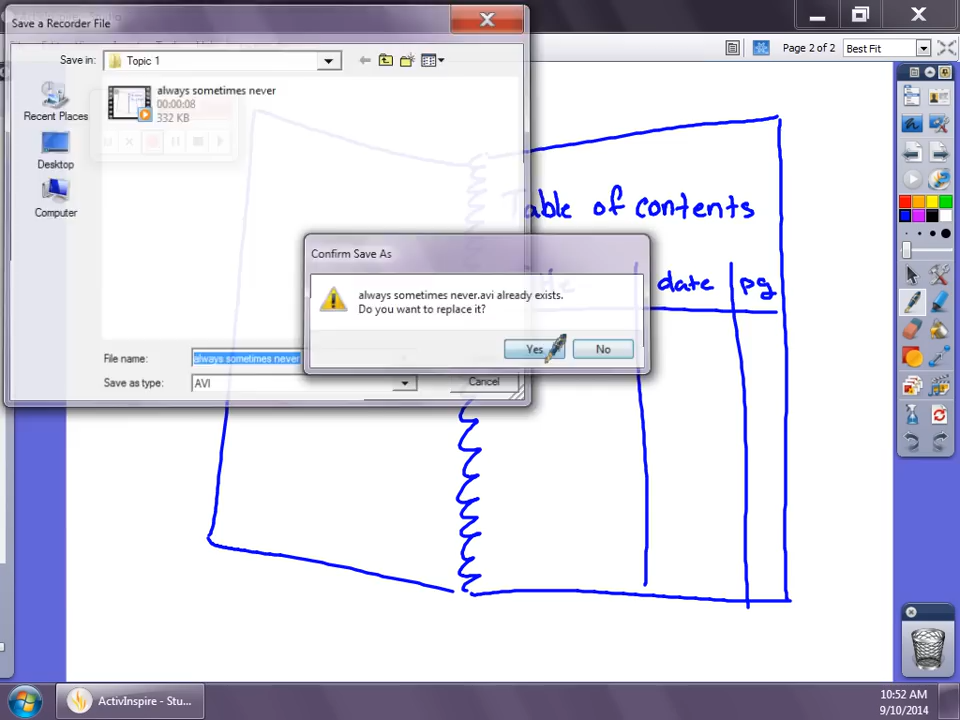 Save a Recorder File
Page 2 of 2
Best Fit
Save in:
Topic 1
always sometimes never
00:00:08
332 KB
Recent Places
Desktop
Computer
Table of contents
date
pg
Confirm Save As
always sometimes never.avi already exists.
Do you want to replace it?
Yes
No
File name:
always sometimes never
Save as type:
AVI
Cancel
ActivInspire - Stu...
10:52 AM
9/10/2014